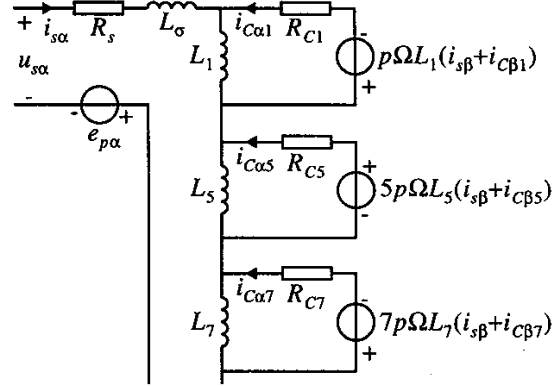 + i_sα R_s L_σ i_Cα1 R_C1 -
L_1 pΩL_1(i_sβ+i_Cβ1)
u_sα
+
- - + 
e_pα
i_Cα5 R_C5 +
L_5 5pΩL_5(i_sβ+i_Cβ5)
-
i_Cα7 R_C7 -
L_7 7pΩL_7(i_sβ+i_Cβ7)
+